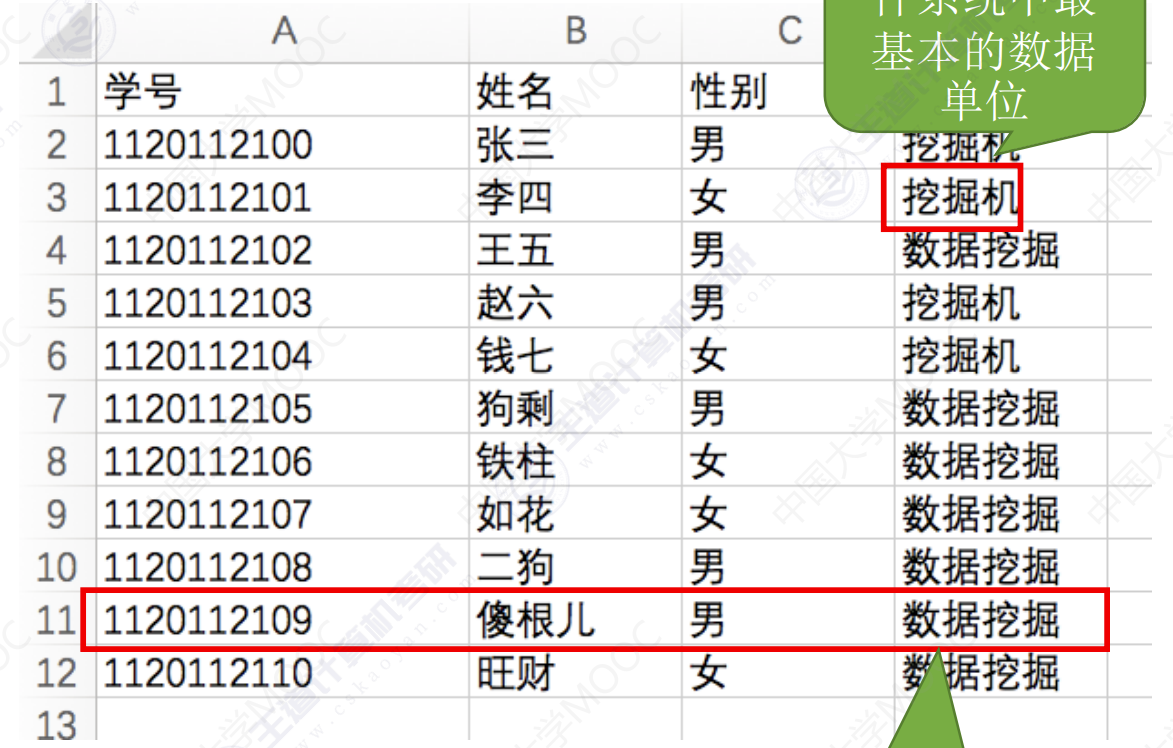 件系统中最
基本的数据
单位
A B C
1 学号 姓名 性别
2 1120112100 张三 男 挖掘机
3 1120112101 李四 女 挖掘机
4 1120112102 王五 男 数据挖掘
5 1120112103 赵六 男 挖掘机
6 1120112104 钱七 女 挖掘机
7 1120112105 狗剩 男 数据挖掘
8 1120112106 铁柱 女 数据挖掘
9 1120112107 如花 女 数据挖掘
10 1120112108 二狗 男 数据挖掘
11 1120112109 傻根儿 男 数据挖掘
12 1120112110 旺财 女 数据挖掘
13
中国大学MOOC
王道计算机考研
www.cskaoyan.com